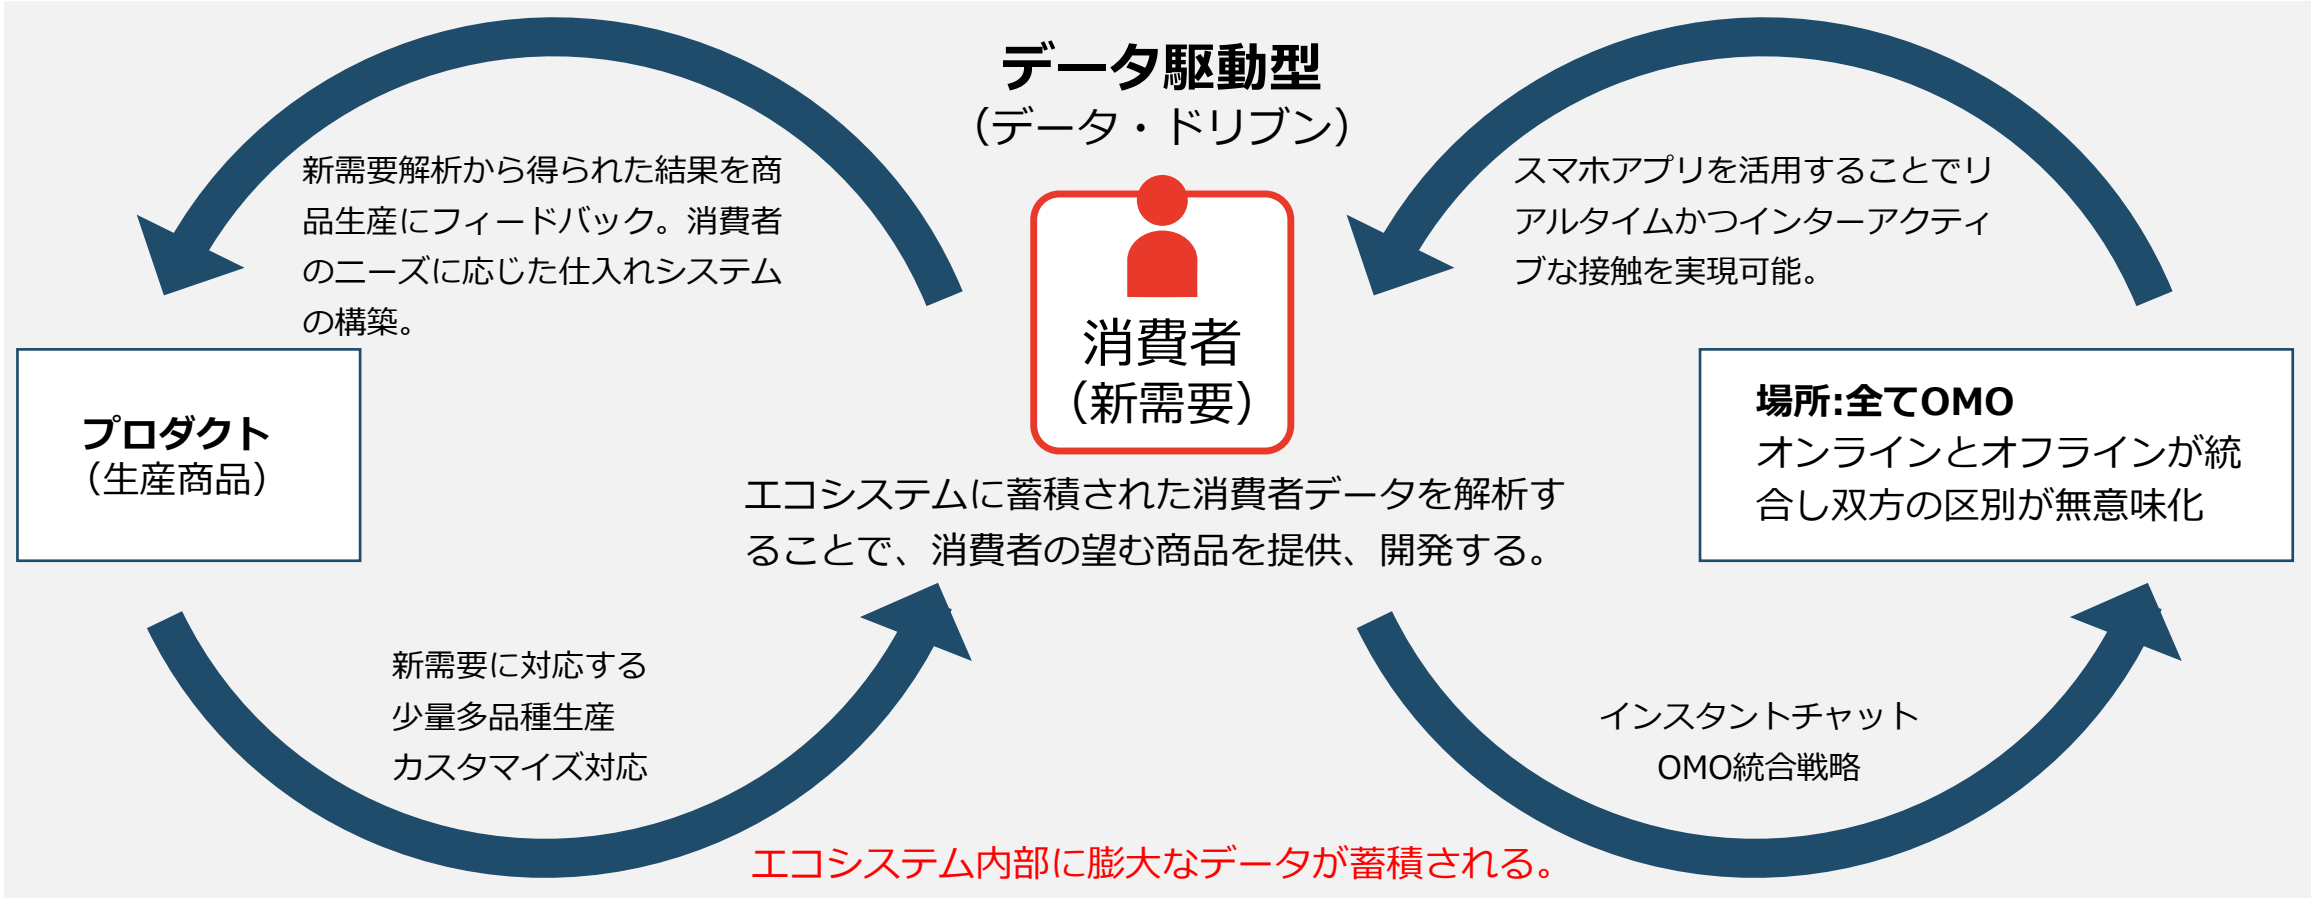 データ駆動型
（データ・ドリブン）
新需要解析から得られた結果を商
品生産にフィードバック。消費者
のニーズに応じた仕入れシステム
の構築。
スマホアプリを活用することでリ
アルタイムかつインターアクティ
ブな接触を実現可能。
消費者
（新需要）
プロダクト
（生産商品）
場所:全てOMO
オンラインとオフラインが統
合し双方の区別が無意味化
エコシステムに蓄積された消費者データを解析す
ることで、消費者の望む商品を提供、開発する。
新需要に対応する
少量多品種生産
カスタマイズ対応
インスタントチャット
OMO統合戦略
エコシステム内部に膨大なデータが蓄積される。